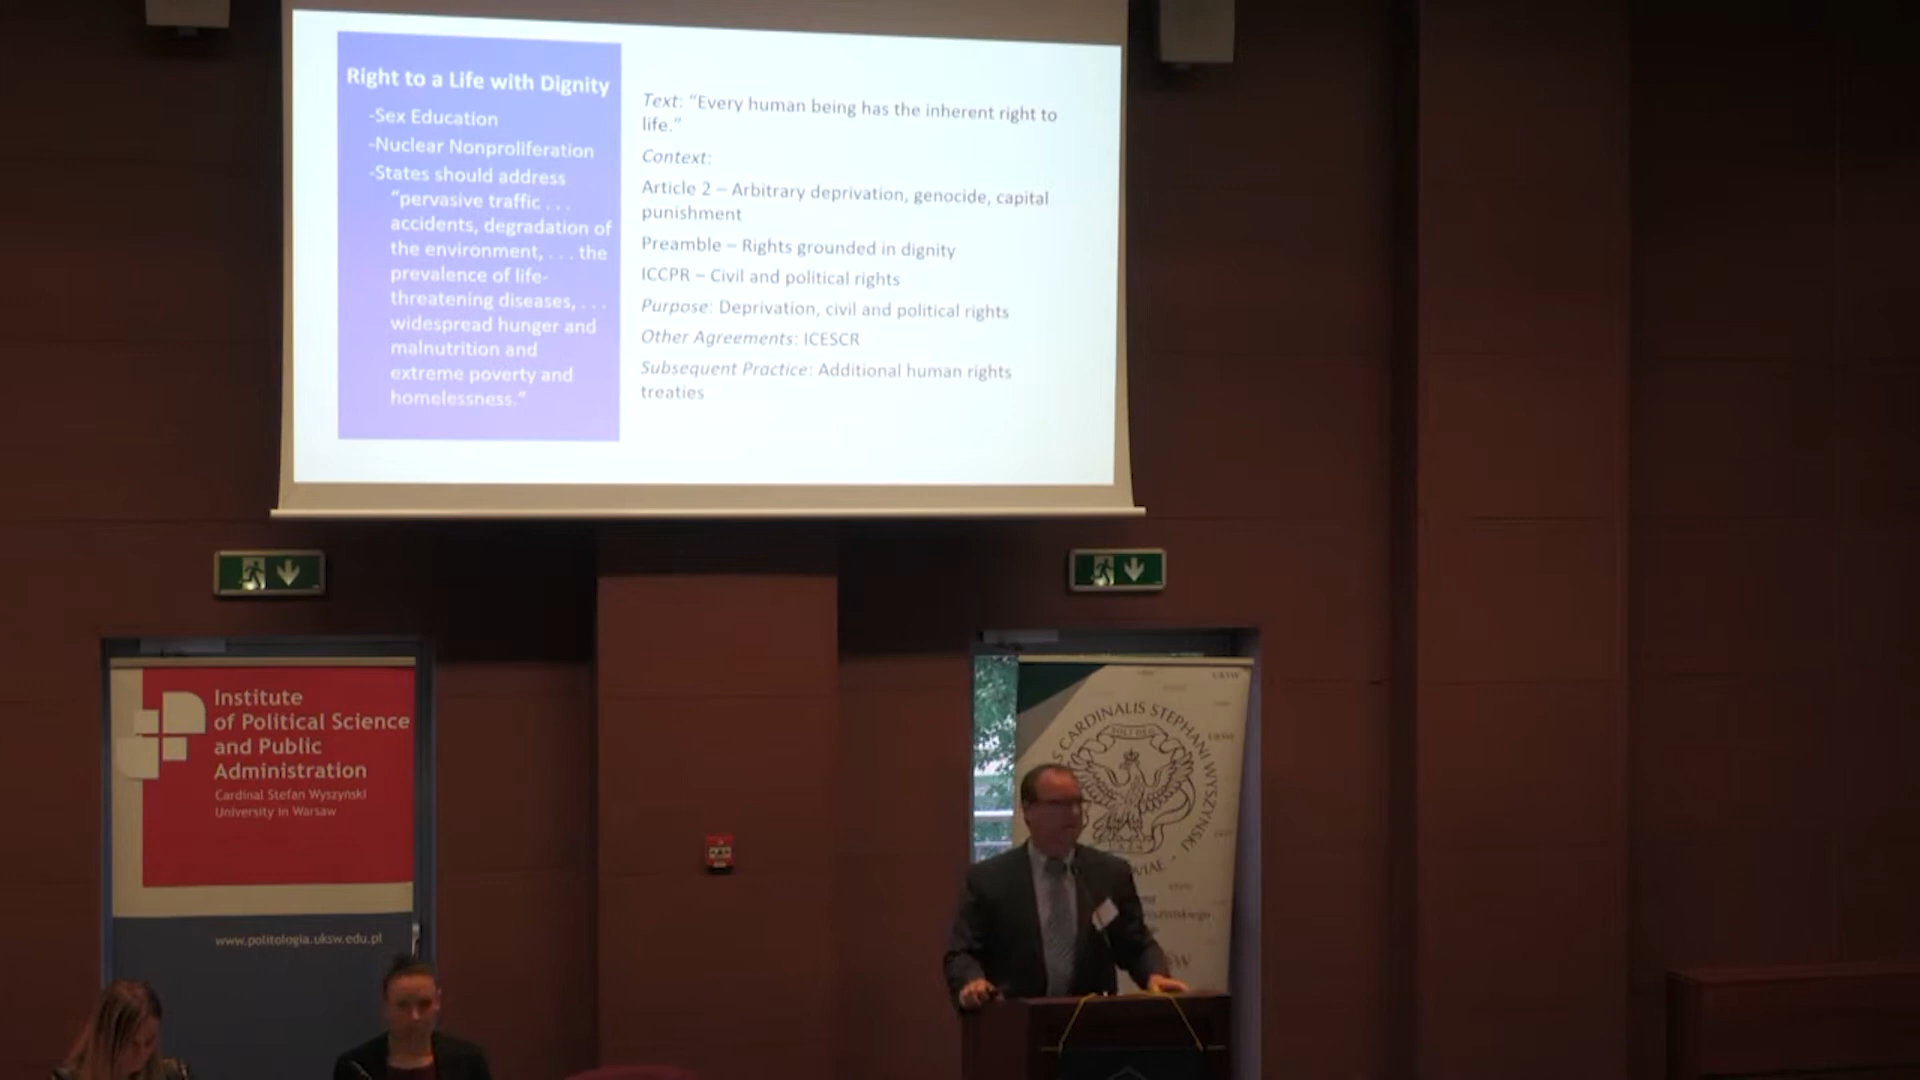 Right to a Life with Dignity
-Sex Education
-Nuclear Nonproliferation
-States should address
"pervasive traffic . . .
accidents, degradation of
the environment, . . . the
prevalence of life-
threatening diseases, . . .
widespread hunger and
malnutrition and
extreme poverty and
homelessness."
Text: "Every human being has the inherent right to
life."
Context:
Article 2 – Arbitrary deprivation, genocide, capital
punishment
Preamble – Rights grounded in dignity
ICCPR – Civil and political rights
Purpose: Deprivation, civil and political rights
Other Agreements: ICESCR
Subsequent Practice: Additional human rights
treaties
Institute
of Political Science
and Public
Administration
Cardinal Stefan Wyszyński
University in Warsaw
www.politologia.uksw.edu.pl
UKSW
S CARDINALIS STEPHANI WYSZYNSKI
SOLI DEO
VIAE